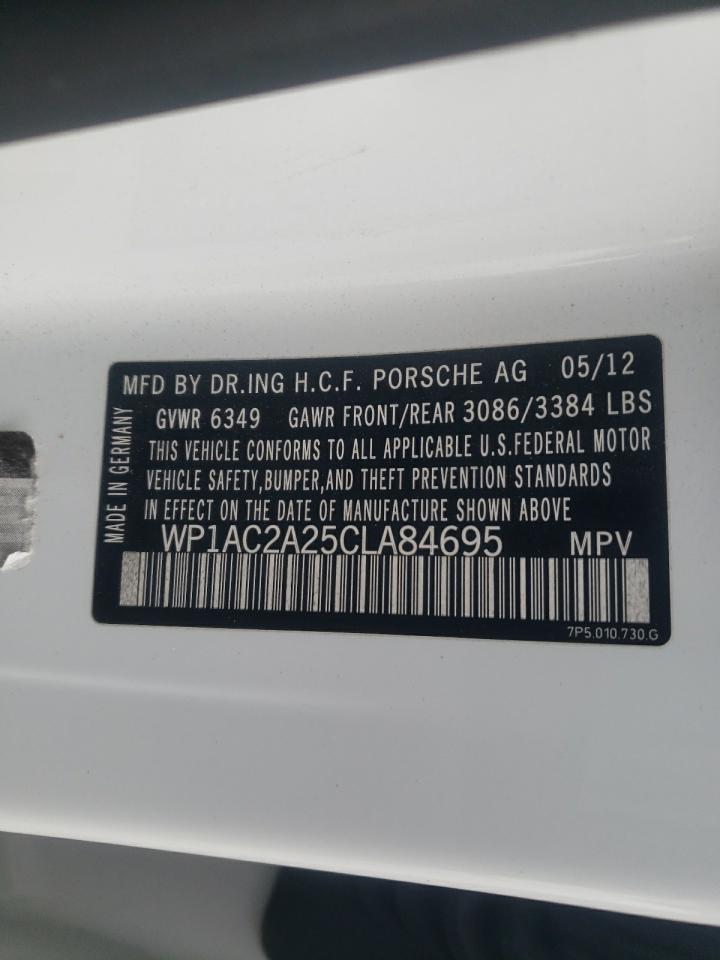 MFD BY DR.ING H.C.F. PORSCHE AG 05/12
GVWR 6349 GAWR FRONT/REAR 3086/3384 LBS
THIS VEHICLE CONFORMS TO ALL APPLICABLE U.S.FEDERAL MOTOR
VEHICLE SAFETY,BUMPER,AND THEFT PREVENTION STANDARDS
IN EFFECT ON THE DATE OF MANUFACTURE SHOWN ABOVE
WP1AC2A25CLA84695 MPV
7P5.010.730.G
MADE IN GERMANY